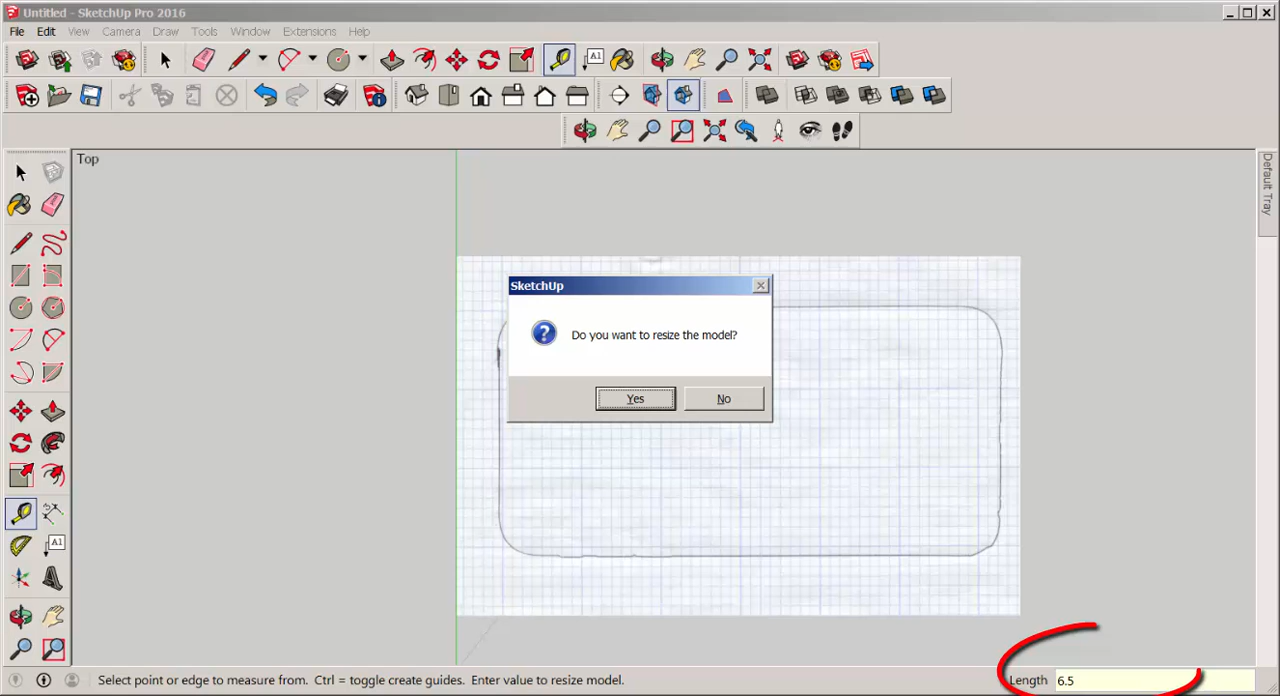 Untitled - SketchUp Pro 2016
File Edit View Camera Draw Tools Window Extensions Help
A1
Top
Default Tray
SketchUp
?
Do you want to resize the model?
Yes No
A1
Select point or edge to measure from. Ctrl = toggle create guides. Enter value to resize model. Length 6.5